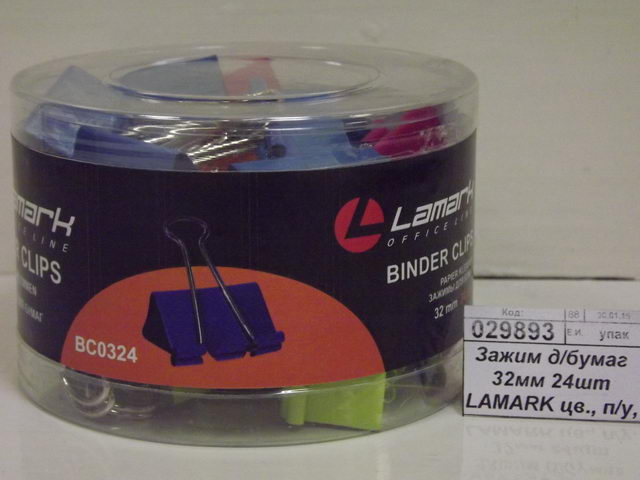 Lamark
OFFICE LINE
BINDER CLIPS
32 mm
BC0324
CLIPS
Код:
88
30.01.15
029893
Е.И.
упак
Зажим д/бумаг
32мм 24шт
LAMARK цв., п/у,